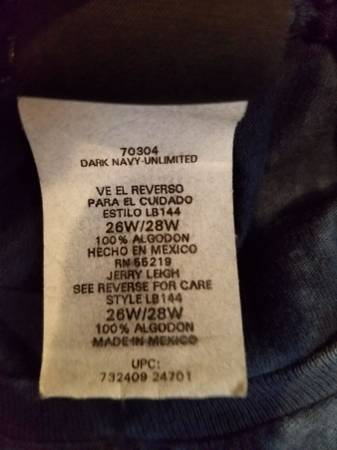 70304
DARK NAVY-UNLIMITED
VE EL REVERSO
PARA EL CUIDADO
ESTILO LB144
26W/28W
100% ALGODON
HECHO EN MEXICO
RN 55219
JERRY LEIGH
SEE REVERSE FOR CARE
STYLE LB144
26W/28W
100% ALGODON
MADE IN MEXICO
UPC:
732409 24701